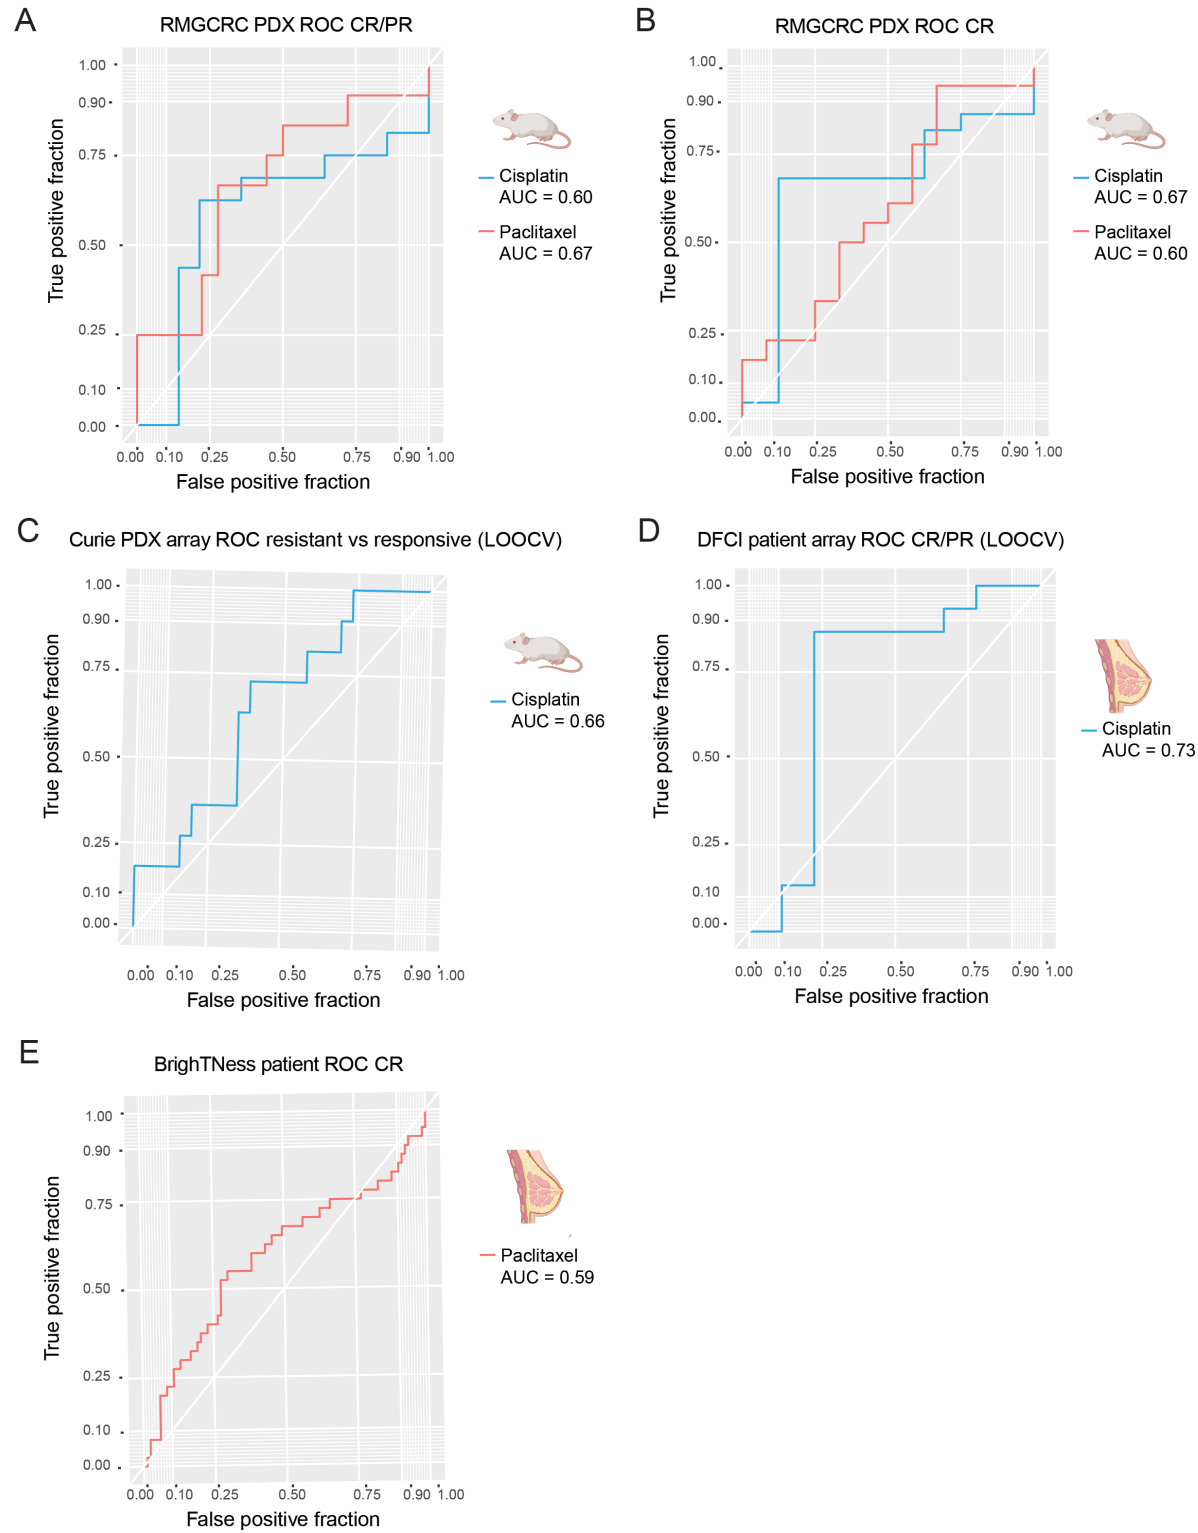 A
RMGCRC PDX ROC CR/PR
True positive fraction
1.00
0.90
0.75
0.50
0.25
0.10
0.00
0.00 0.10 0.25 0.50 0.75 0.90 1.00
False positive fraction
Cisplatin
AUC = 0.60
Paclitaxel
AUC = 0.67
B
RMGCRC PDX ROC CR
True positive fraction
1.00
0.90
0.75
0.50
0.25
0.10
0.00
0.00 0.10 0.25 0.50 0.75 0.90 1.00
False positive fraction
Cisplatin
AUC = 0.67
Paclitaxel
AUC = 0.60
C
Curie PDX array ROC resistant vs responsive (LOOCV)
True positive fraction
1.00
0.90
0.75
0.50
0.25
0.10
0.00
0.00 0.10 0.25 0.50 0.75 0.90 1.00
False positive fraction
Cisplatin
AUC = 0.66
D
DFCI patient array ROC CR/PR (LOOCV)
True positive fraction
1.00
0.90
0.75
0.50
0.25
0.10
0.00
0.00 0.10 0.25 0.50 0.75 0.90 1.00
False positive fraction
Cisplatin
AUC = 0.73
E
BrighTNess patient ROC CR
True positive fraction
1.00
0.90
0.75
0.50
0.25
0.10
0.00
0.00 0.10 0.25 0.50 0.75 0.90 1.00
False positive fraction
Paclitaxel
AUC = 0.59